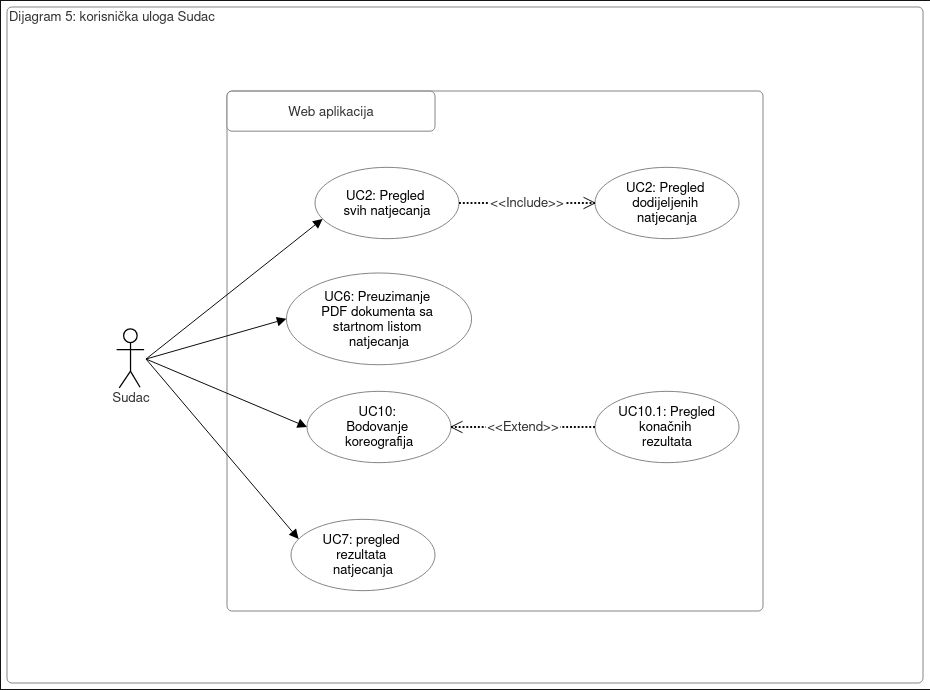 Dijagram 5: korisnička uloga Sudac
Web aplikacija
UC2: Pregled
svih natjecanja
<<Include>>
UC2: Pregled
dodijeljenih
natjecanja
UC6: Preuzimanje
PDF dokumenta sa
startnom listom
natjecanja
Sudac
UC10:
Bodovanje
koreografija
<<Extend>>
UC10.1: Pregled
konačnih
rezultata
UC7: pregled
rezultata
natjecanja